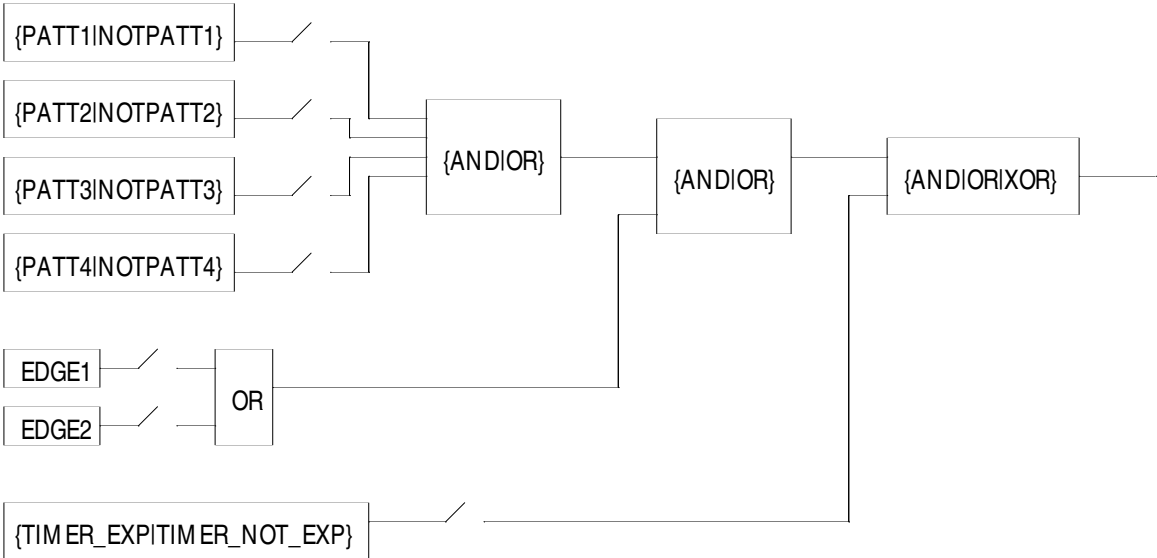 {PATT1|NOTPATT1}
{PATT2|NOTPATT2}
{PATT3|NOTPATT3}
{PATT4|NOTPATT4}
{AND|OR}
{AND|OR}
{AND|OR|XOR}
EDGE1
EDGE2
OR
{TIMER_EXP|TIMER_NOT_EXP}